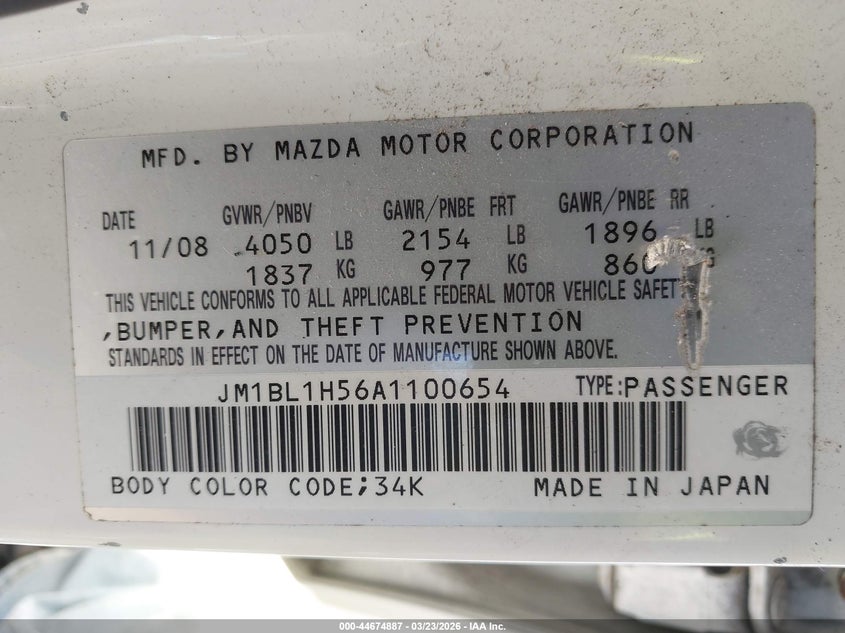 MFD. BY MAZDA MOTOR CORPORATION
DATE GVWR/PNBV GAWR/PNBE FRT GAWR/PNBE RR
11/08 4050 LB 2154 LB 1896 LB
1837 KG 977 KG 860 KG
THIS VEHICLE CONFORMS TO ALL APPLICABLE FEDERAL MOTOR VEHICLE SAFETY
,BUMPER,AND THEFT PREVENTION
STANDARDS IN EFFECT ON THE DATE OF MANUFACTURE SHOWN ABOVE.
JM1BL1H56A1100654 TYPE:PASSENGER
BODY COLOR CODE;34K MADE IN JAPAN
000-44674887 - 03/23/2026 - IAA Inc.